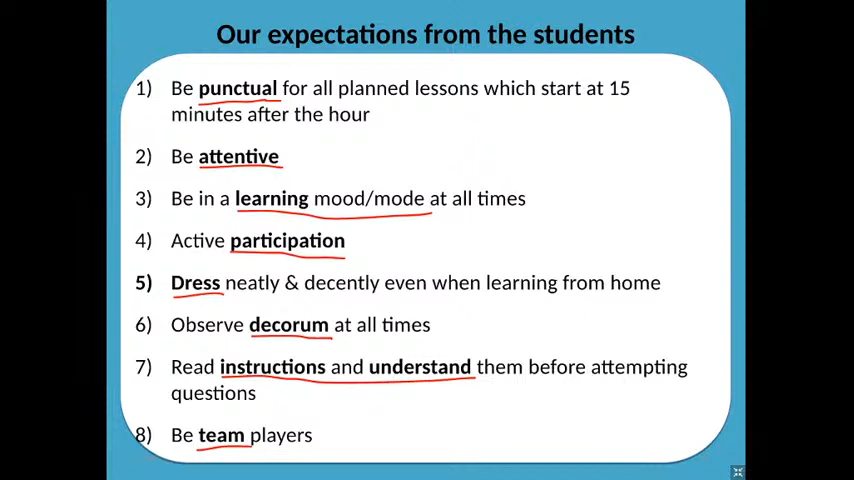 Our expectations from the students
1) Be punctual for all planned lessons which start at 15
minutes after the hour
2) Be attentive
3) Be in a learning mood/mode at all times
4) Active participation
5) Dress neatly & decently even when learning from home
6) Observe decorum at all times
7) Read instructions and understand them before attempting
questions
8) Be team players